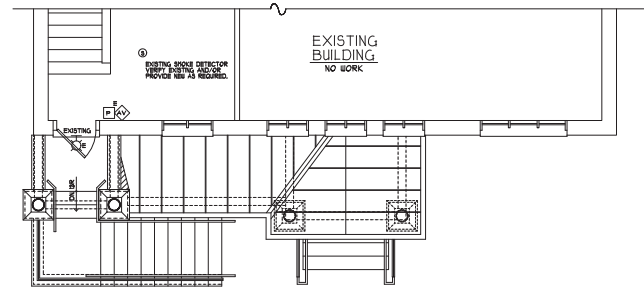 EXISTING
BUILDING
NO WORK
S
EXISTING SMOKE DETECTOR
VERIFY EXISTING AND/OR
PROVIDE NEW AS REQUIRED.
E
P AV
EXISTING
E